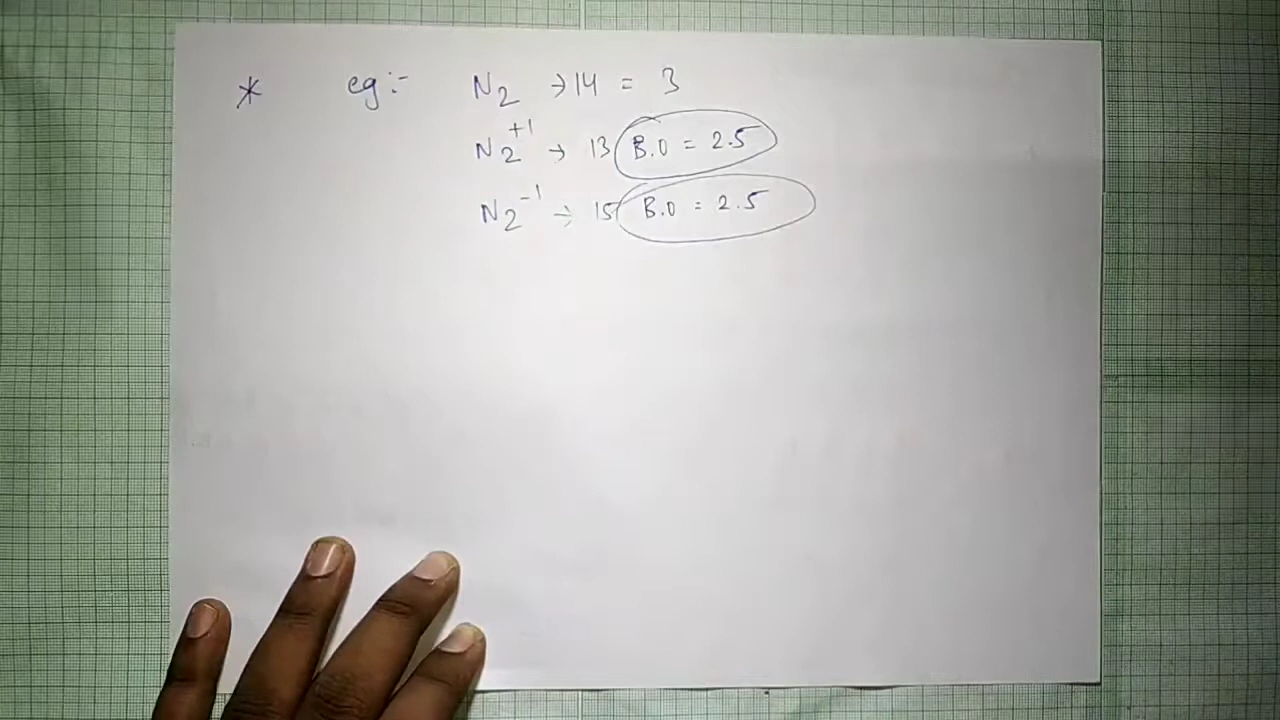 * eg:- N₂ → 14 = 3
N₂⁺¹ → 13 B.O = 2.5
N₂⁻¹ → 15 B.O = 2.5